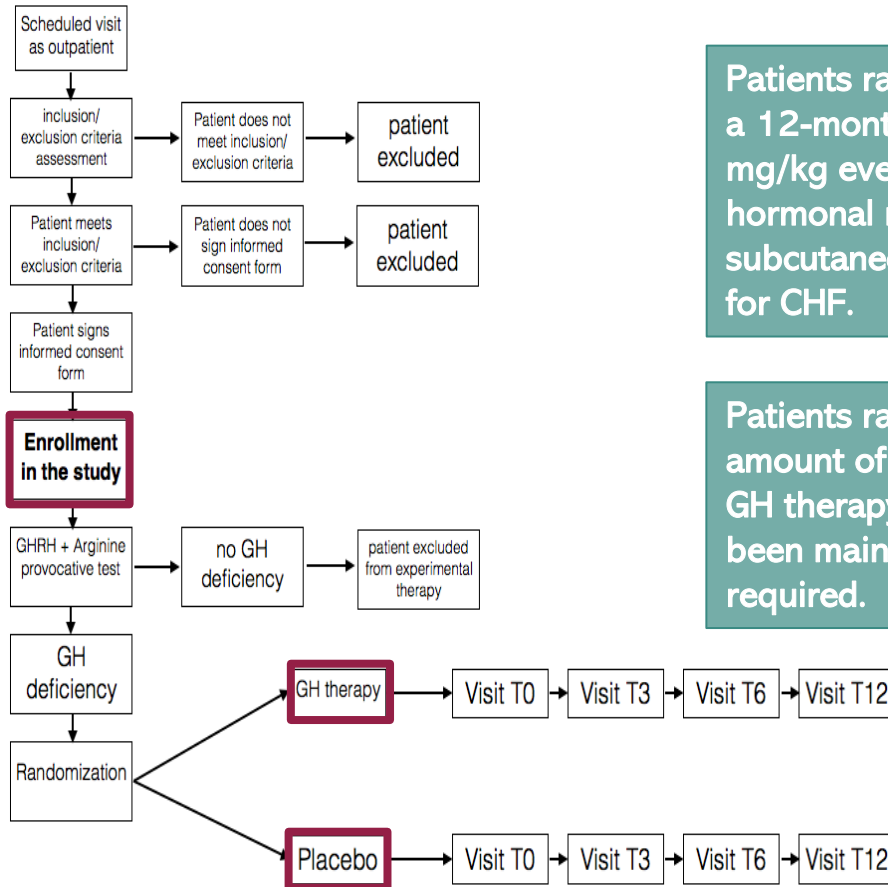 Scheduled visit
as outpatient
inclusion/
exclusion criteria
assessment
Patient does not
meet inclusion/
exclusion criteria
patient
excluded
Patient meets
inclusion/
exclusion criteria
Patient does not
sign informed
consent form
patient
excluded
Patient signs
informed consent
form
Enrollment
in the study
GHRH + Arginine
provocative test
no GH
deficiency
patient excluded
from experimental
therapy
GH
deficiency
Randomization
GH therapy
Visit T0
Visit T3
Visit T6
Visit T12
Placebo
Visit T0
Visit T3
Visit T6
Visit T12
Patients ra
a 12-mont
mg/kg eve
hormonal
subcutane
for CHF.
Patients ra
amount of
GH therapy
been main
required.